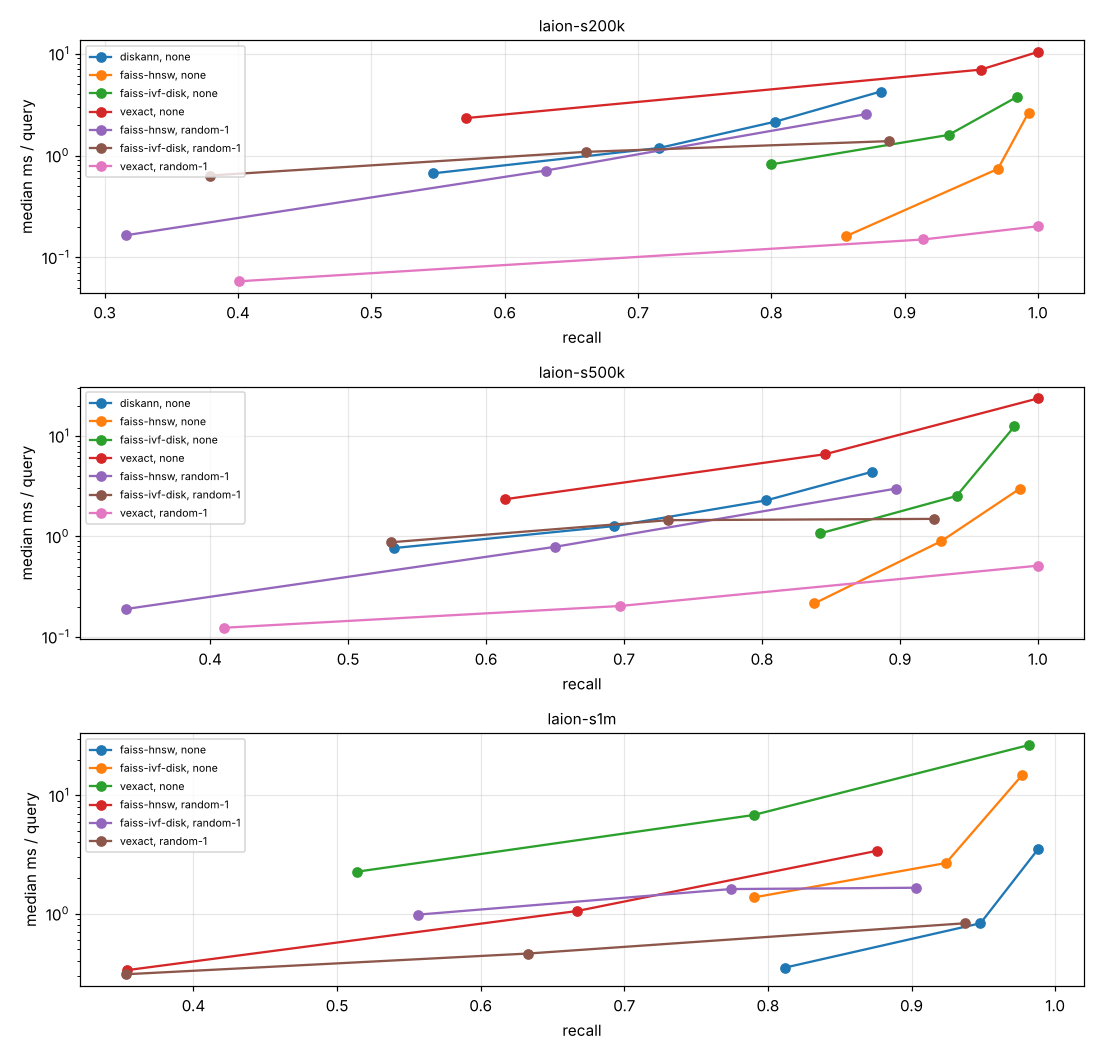 laion-s200k
median ms / query
10¹
10⁰
10⁻¹
diskann, none
faiss-hnsw, none
faiss-ivf-disk, none
vexact, none
faiss-hnsw, random-1
faiss-ivf-disk, random-1
vexact, random-1
0.3 0.4 0.5 0.6 0.7 0.8 0.9 1.0
recall
laion-s500k
median ms / query
10¹
10⁰
10⁻¹
diskann, none
faiss-hnsw, none
faiss-ivf-disk, none
vexact, none
faiss-hnsw, random-1
faiss-ivf-disk, random-1
vexact, random-1
0.4 0.5 0.6 0.7 0.8 0.9 1.0
recall
laion-s1m
median ms / query
10¹
10⁰
faiss-hnsw, none
faiss-ivf-disk, none
vexact, none
faiss-hnsw, random-1
faiss-ivf-disk, random-1
vexact, random-1
0.4 0.5 0.6 0.7 0.8 0.9 1.0
recall